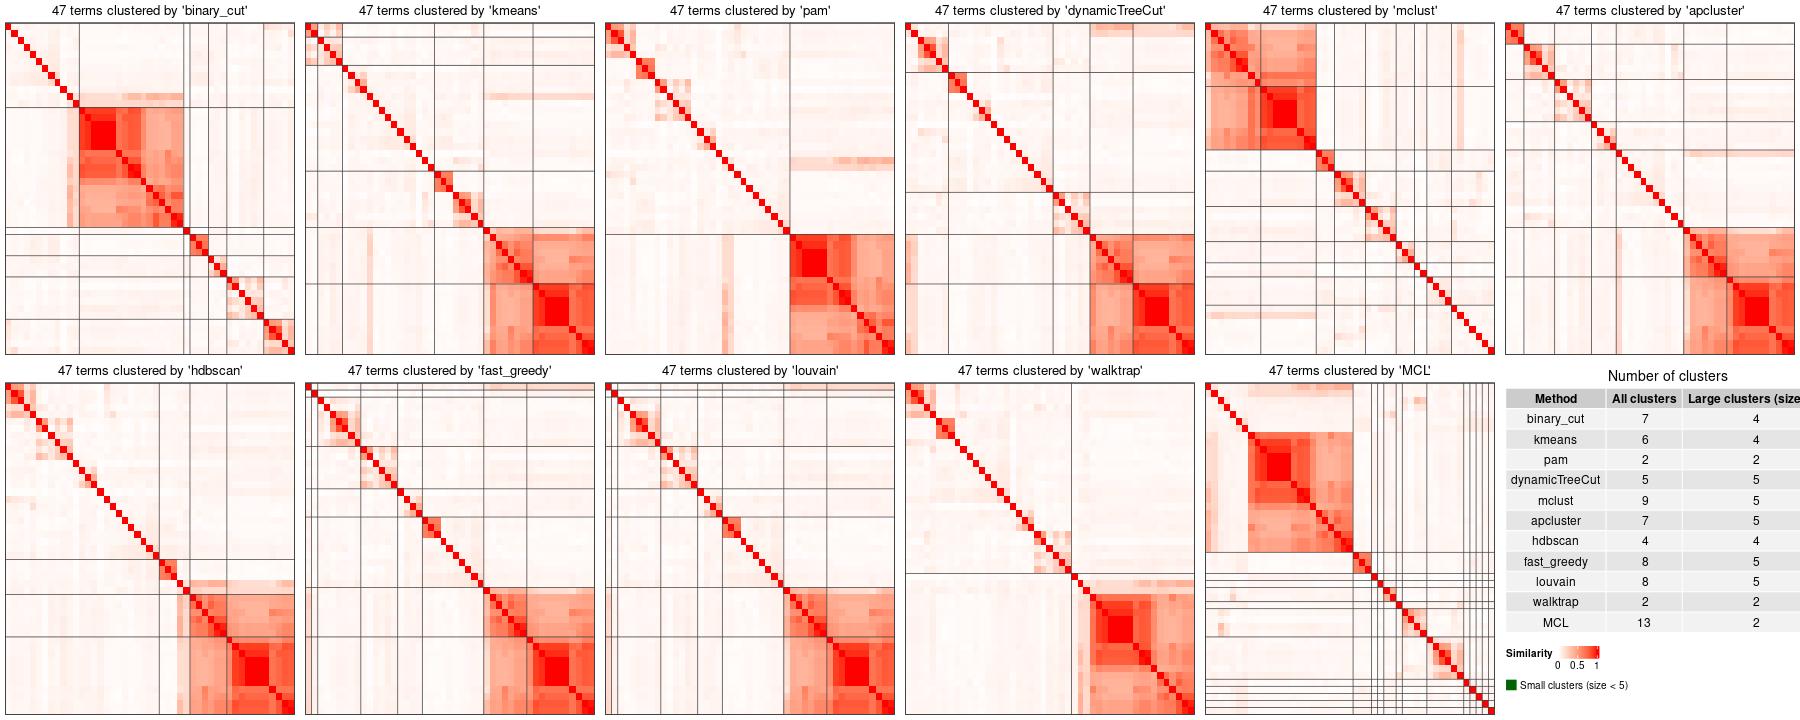 47 terms clustered by 'binary_cut'
47 terms clustered by 'kmeans'
47 terms clustered by 'pam'
47 terms clustered by 'dynamicTreeCut'
47 terms clustered by 'mclust'
47 terms clustered by 'apcluster'
47 terms clustered by 'hdbscan'
47 terms clustered by 'fast_greedy'
47 terms clustered by 'louvain'
47 terms clustered by 'walktrap'
47 terms clustered by 'MCL'
Number of clusters
Method All clusters Large clusters (size
binary_cut 7 4
kmeans 6 4
pam 2 2
dynamicTreeCut 5 5
mclust 9 5
apcluster 7 5
hdbscan 4 4
fast_greedy 8 5
louvain 8 5
walktrap 2 2
MCL 13 2
Similarity
0 0.5 1
Small clusters (size < 5)